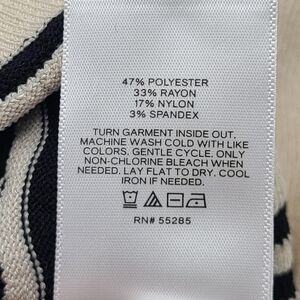 47% POLYESTER
33% RAYON
17% NYLON
3% SPANDEX
TURN GARMENT INSIDE OUT.
MACHINE WASH COLD WITH LIKE
COLORS. GENTLE CYCLE. ONLY
NON-CHLORINE BLEACH WHEN
NEEDED. LAY FLAT TO DRY. COOL
IRON IF NEEDED.
RN# 55285